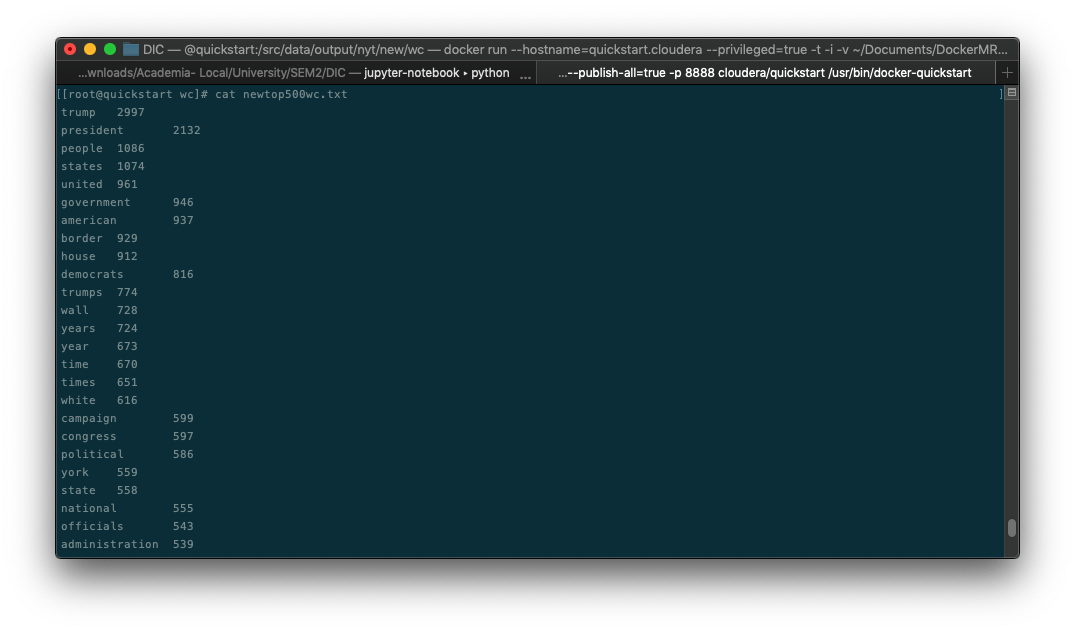 DIC — @quickstart:/src/data/output/nyt/new/wc — docker run --hostname=quickstart.cloudera --privileged=true -t -i -v ~/Documents/DockerMR...
...wnloads/Academia- Local/University/SEM2/DIC — jupyter-notebook ▸ python ... ...--publish-all=true -p 8888 cloudera/quickstart /usr/bin/docker-quickstart +
[[root@quickstart wc]# cat newtop500wc.txt ]
trump 2997
president 2132
people 1086
states 1074
united 961
government 946
american 937
border 929
house 912
democrats 816
trumps 774
wall 728
years 724
year 673
time 670
times 651
white 616
campaign 599
congress 597
political 586
york 559
state 558
national 555
officials 543
administration 539